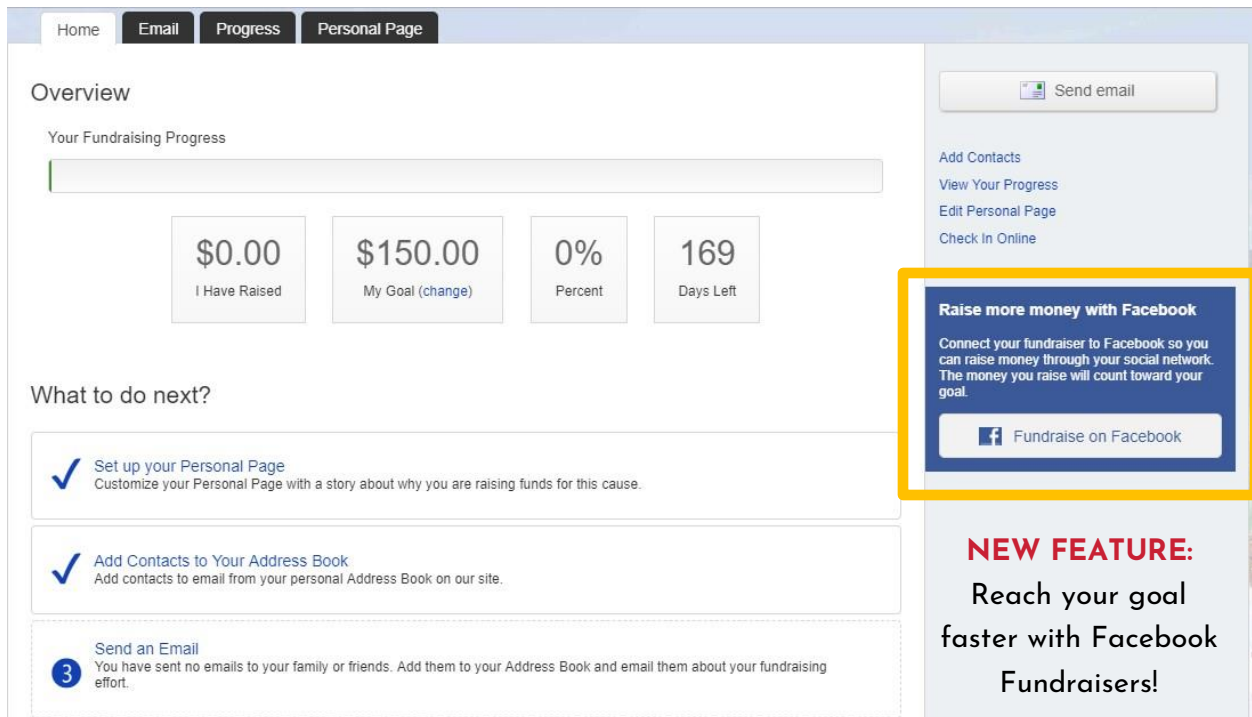 Home Email Progress Personal Page
Overview
Your Fundraising Progress
$0.00
I Have Raised
$150.00
My Goal (change)
0%
Percent
169
Days Left
What to do next?
Set up your Personal Page
Customize your Personal Page with a story about why you are raising funds for this cause.
Add Contacts to Your Address Book
Add contacts to email from your personal Address Book on our site.
3
Send an Email
You have sent no emails to your family or friends. Add them to your Address Book and email them about your fundraising
effort.
Send email
Add Contacts
View Your Progress
Edit Personal Page
Check In Online
Raise more money with Facebook
Connect your fundraiser to Facebook so you
can raise money through your social network.
The money you raise will count toward your
goal.
f Fundraise on Facebook
NEW FEATURE:
Reach your goal
faster with Facebook
Fundraisers!